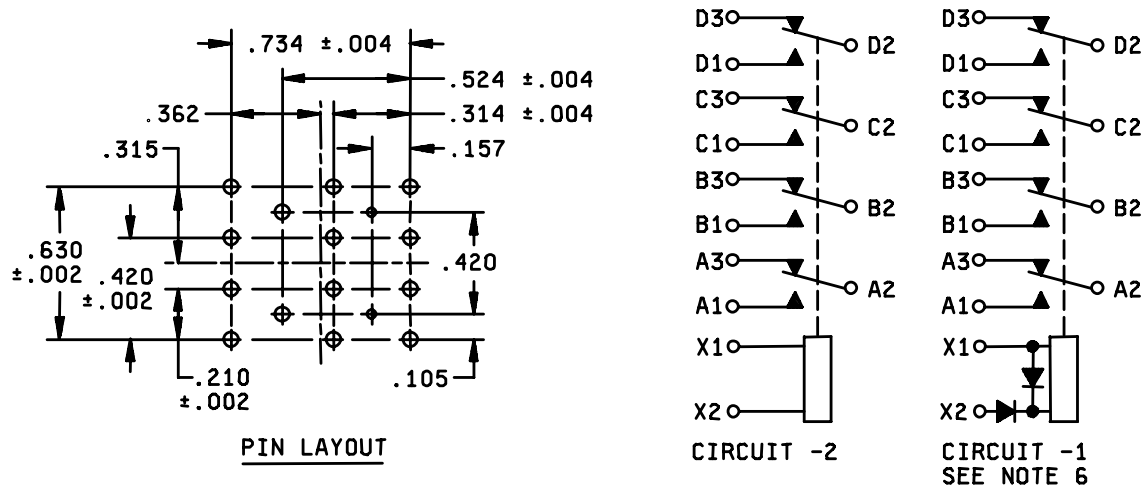 .734 ±.004
.524 ±.004
.362
.314 ±.004
.315
.157
.630
±.002
.420
±.002
.420
.210
±.002
.105
PIN LAYOUT
D3
D2
D1
C3
C2
C1
B3
B2
B1
A3
A2
A1
X1
X2
CIRCUIT -2
D3
D2
D1
C3
C2
C1
B3
B2
B1
A3
A2
A1
X1
X2
CIRCUIT -1
SEE NOTE 6